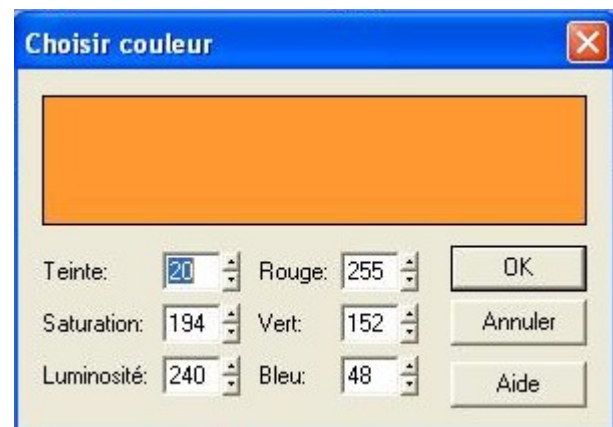 Choisir couleur
Teinte: 20 Rouge: 255 OK
Saturation: 194 Vert: 152 Annuler
Luminosité: 240 Bleu: 48 Aide